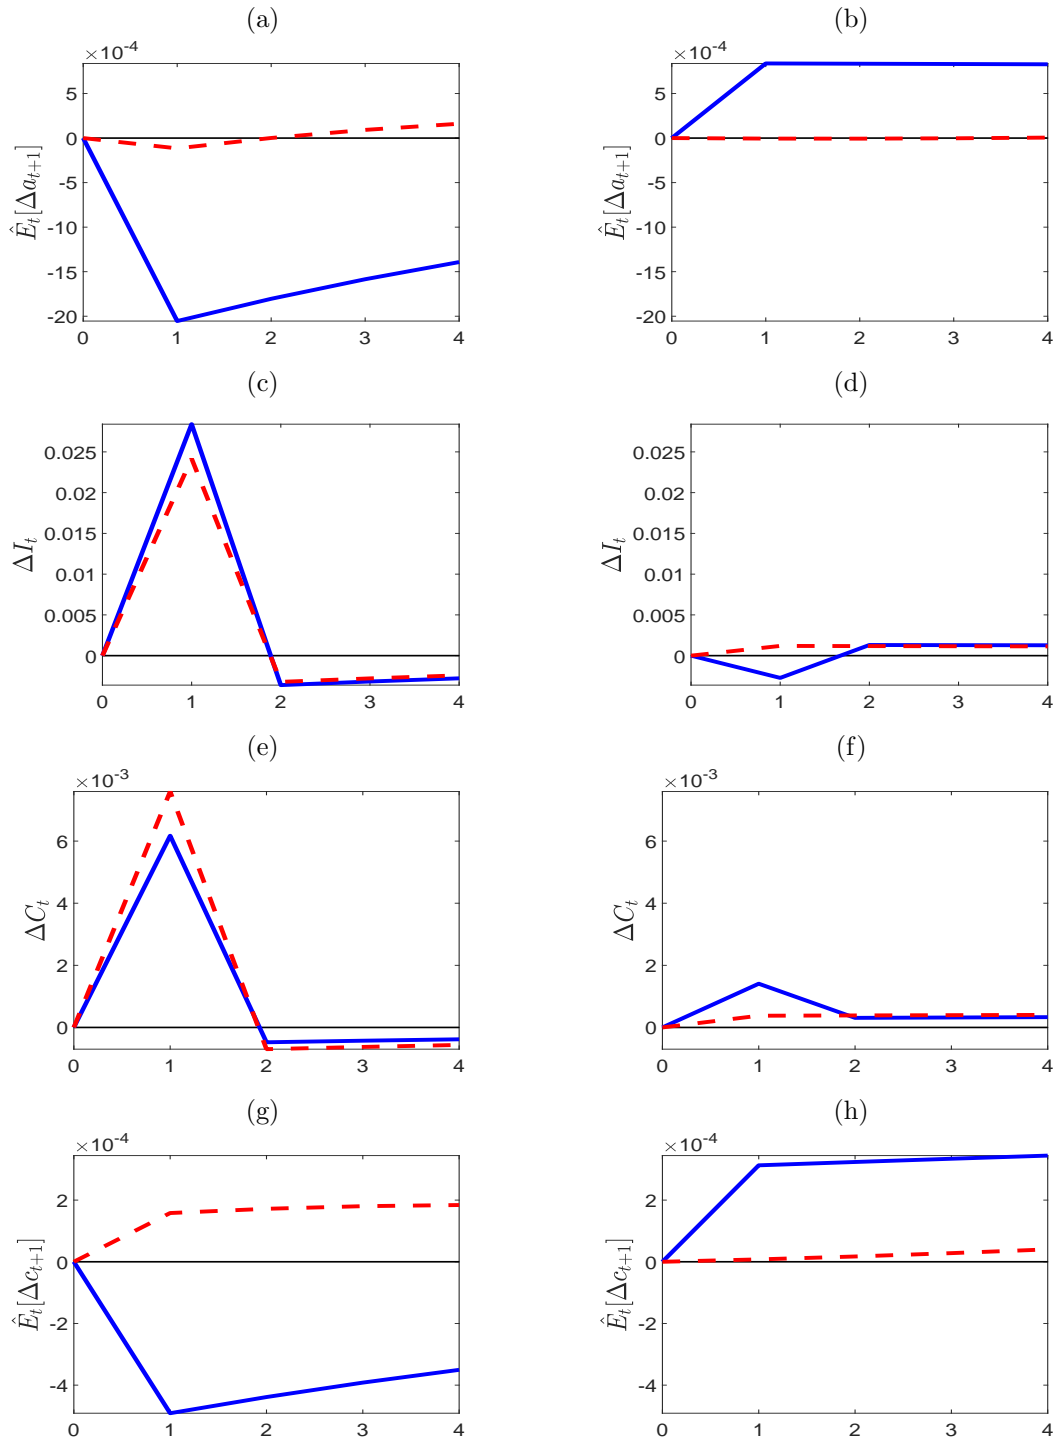 (a) (b)
×10-4 ×10-4
5 5
0 0
-5 -5
-10 -10
-15 -15
-20 -20
Ê_t[Δa_{t+1}] Ê_t[Δa_{t+1}]
0 1 2 3 4 0 1 2 3 4
(c) (d)
0.025 0.025
0.02 0.02
0.015 0.015
0.01 0.01
0.005 0.005
0 0
ΔI_t ΔI_t
0 1 2 3 4 0 1 2 3 4
(e) (f)
×10-3 ×10-3
6 6
4 4
2 2
0 0
ΔC_t ΔC_t
0 1 2 3 4 0 1 2 3 4
(g) (h)
×10-4 ×10-4
2 2
0 0
-2 -2
-4 -4
Ê_t[Δc_{t+1}] Ê_t[Δc_{t+1}]
0 1 2 3 4 0 1 2 3 4